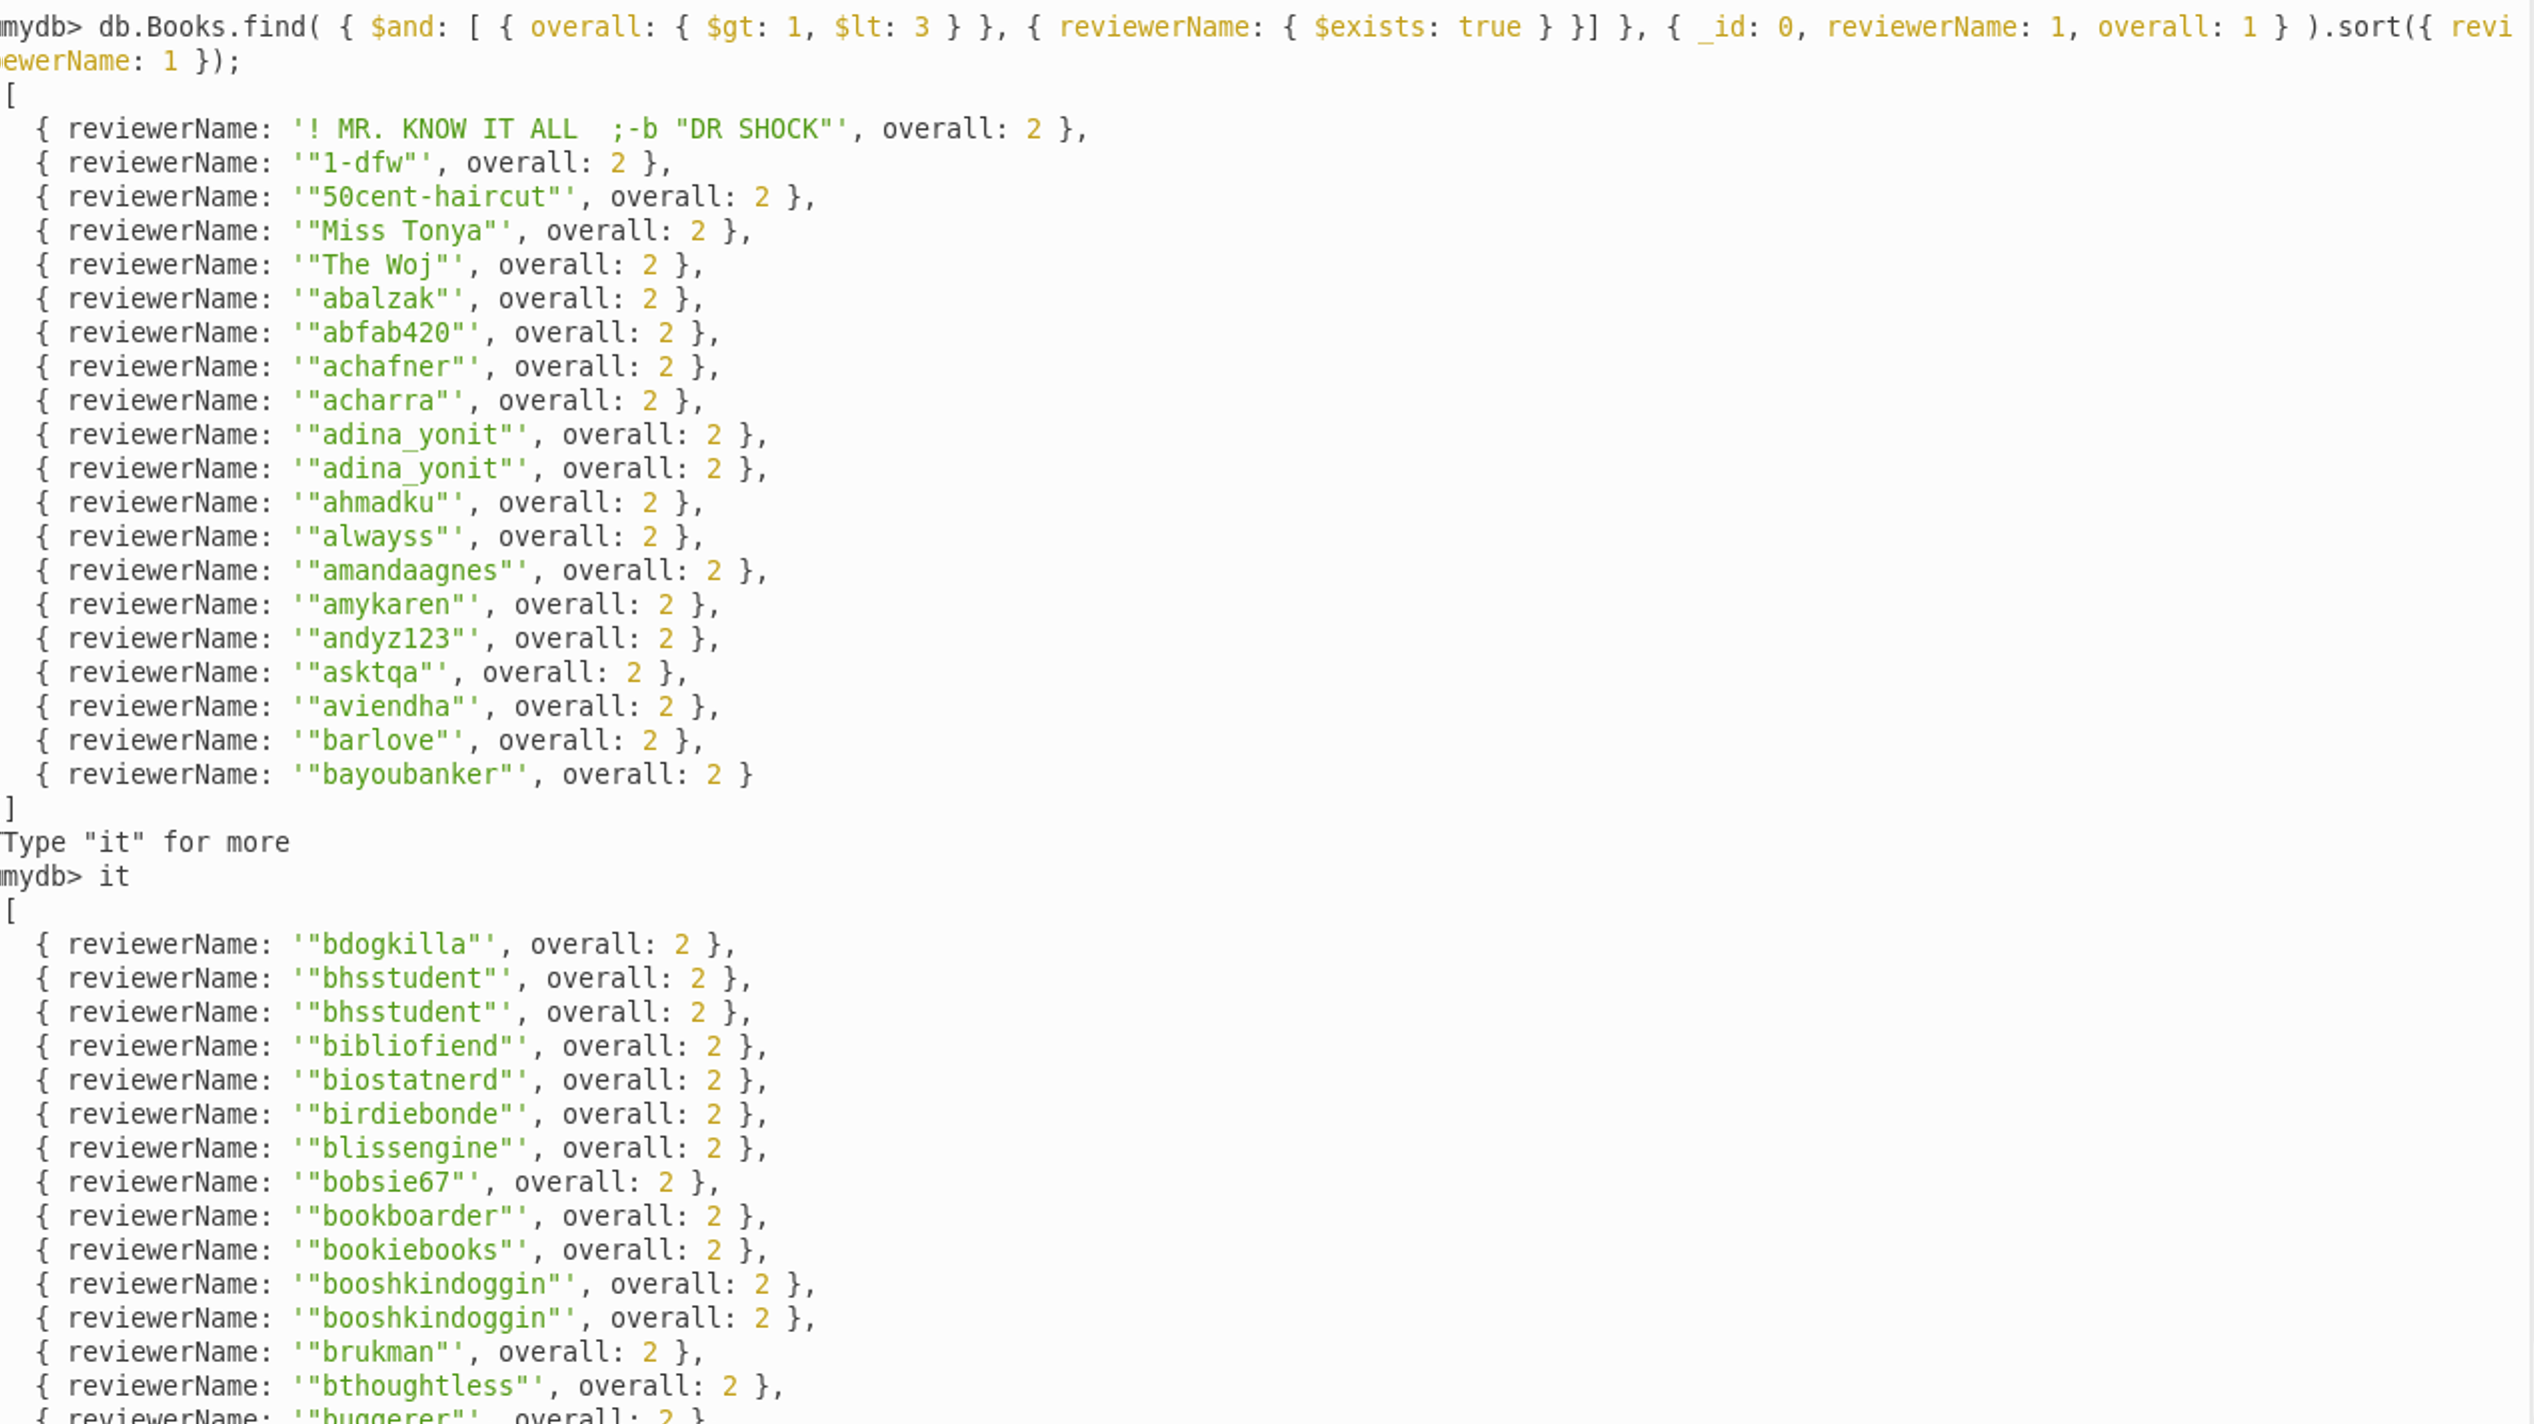 mydb> db.Books.find( { $and: [ { overall: { $gt: 1, $lt: 3 } }, { reviewerName: { $exists: true } }] }, { _id: 0, reviewerName: 1, overall: 1 } ).sort({ revi
ewerName: 1 });
[
  { reviewerName: '! MR. KNOW IT ALL  ;-b "DR SHOCK"', overall: 2 },
  { reviewerName: '"1-dfw"', overall: 2 },
  { reviewerName: '"50cent-haircut"', overall: 2 },
  { reviewerName: '"Miss Tonya"', overall: 2 },
  { reviewerName: '"The Woj"', overall: 2 },
  { reviewerName: '"abalzak"', overall: 2 },
  { reviewerName: '"abfab420"', overall: 2 },
  { reviewerName: '"achafner"', overall: 2 },
  { reviewerName: '"acharra"', overall: 2 },
  { reviewerName: '"adina_yonit"', overall: 2 },
  { reviewerName: '"adina_yonit"', overall: 2 },
  { reviewerName: '"ahmadku"', overall: 2 },
  { reviewerName: '"alwayss"', overall: 2 },
  { reviewerName: '"amandaagnes"', overall: 2 },
  { reviewerName: '"amykaren"', overall: 2 },
  { reviewerName: '"andyz123"', overall: 2 },
  { reviewerName: '"asktqa"', overall: 2 },
  { reviewerName: '"aviendha"', overall: 2 },
  { reviewerName: '"barlove"', overall: 2 },
  { reviewerName: '"bayoubanker"', overall: 2 }
]
Type "it" for more
mydb> it
[
  { reviewerName: '"bdogkilla"', overall: 2 },
  { reviewerName: '"bhsstudent"', overall: 2 },
  { reviewerName: '"bhsstudent"', overall: 2 },
  { reviewerName: '"bibliofiend"', overall: 2 },
  { reviewerName: '"biostatnerd"', overall: 2 },
  { reviewerName: '"birdiebonde"', overall: 2 },
  { reviewerName: '"blissengine"', overall: 2 },
  { reviewerName: '"bobsie67"', overall: 2 },
  { reviewerName: '"bookboarder"', overall: 2 },
  { reviewerName: '"bookiebooks"', overall: 2 },
  { reviewerName: '"booshkindoggin"', overall: 2 },
  { reviewerName: '"booshkindoggin"', overall: 2 },
  { reviewerName: '"brukman"', overall: 2 },
  { reviewerName: '"bthoughtless"', overall: 2 },
  { reviewerName: '"buggerer"', overall: 2 }